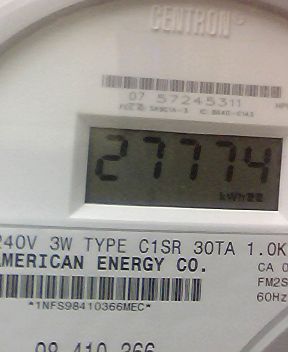 CENTRON
07 57245311
27774
kWh
240V 3W TYPE C1SR 30TA 1.0K
AMERICAN ENERGY CO.
CA 0
FM2S
60Hz
*1NFS98410366MEC*
98 410 366